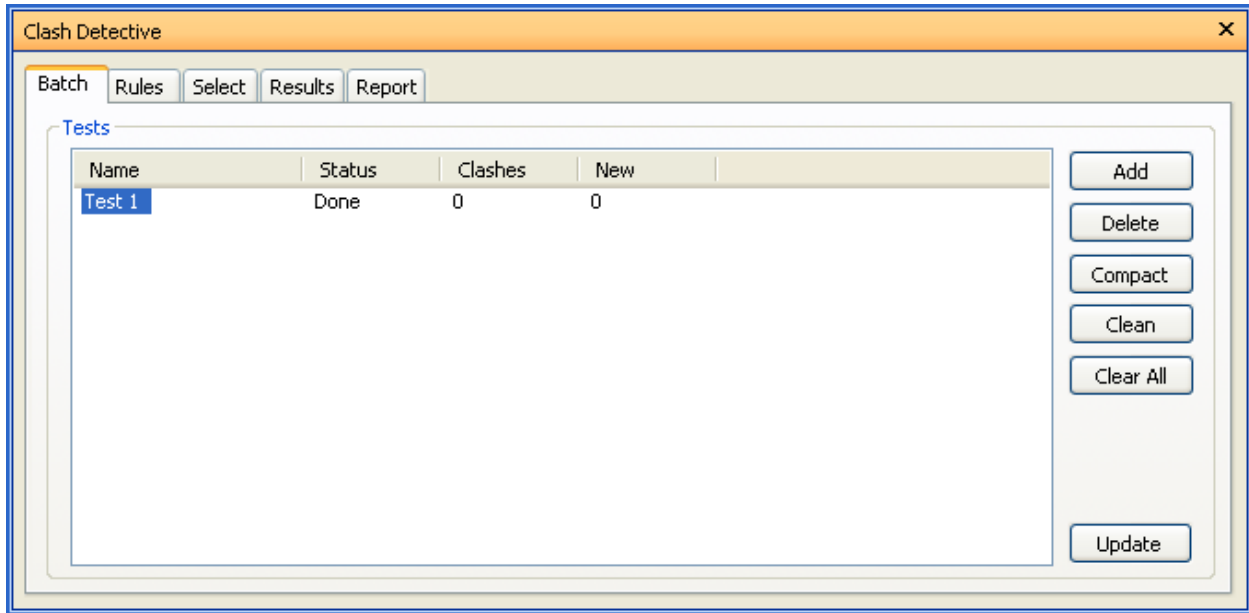 Clash Detective
Batch Rules Select Results Report
Tests
Name Status Clashes New
Test 1 Done 0 0
Add
Delete
Compact
Clean
Clear All
Update